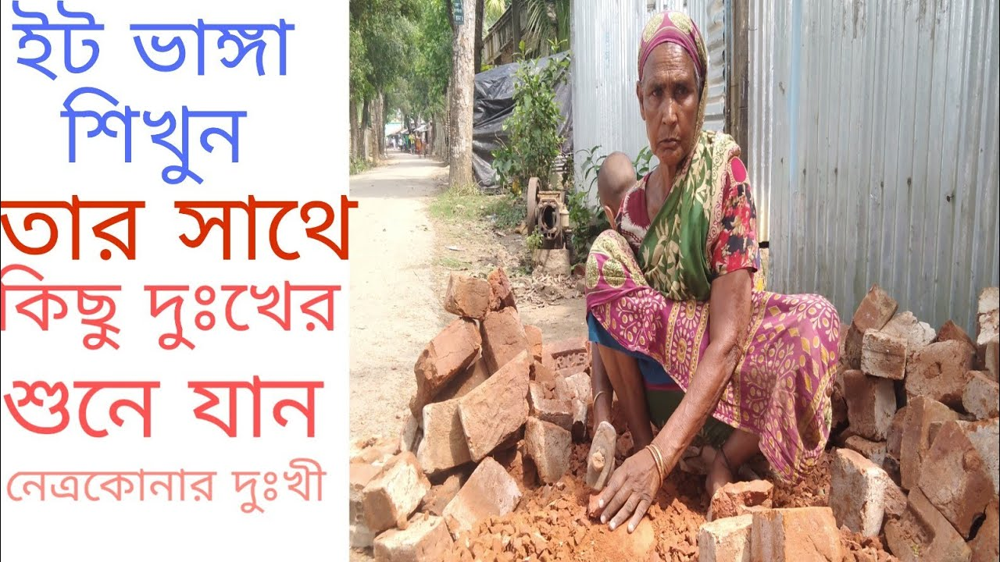 ইট ভাঙ্গা
শিখুন
তার সাথে
কিছু দুঃখের
শুনে যান
নেত্রকোনার দুঃখী